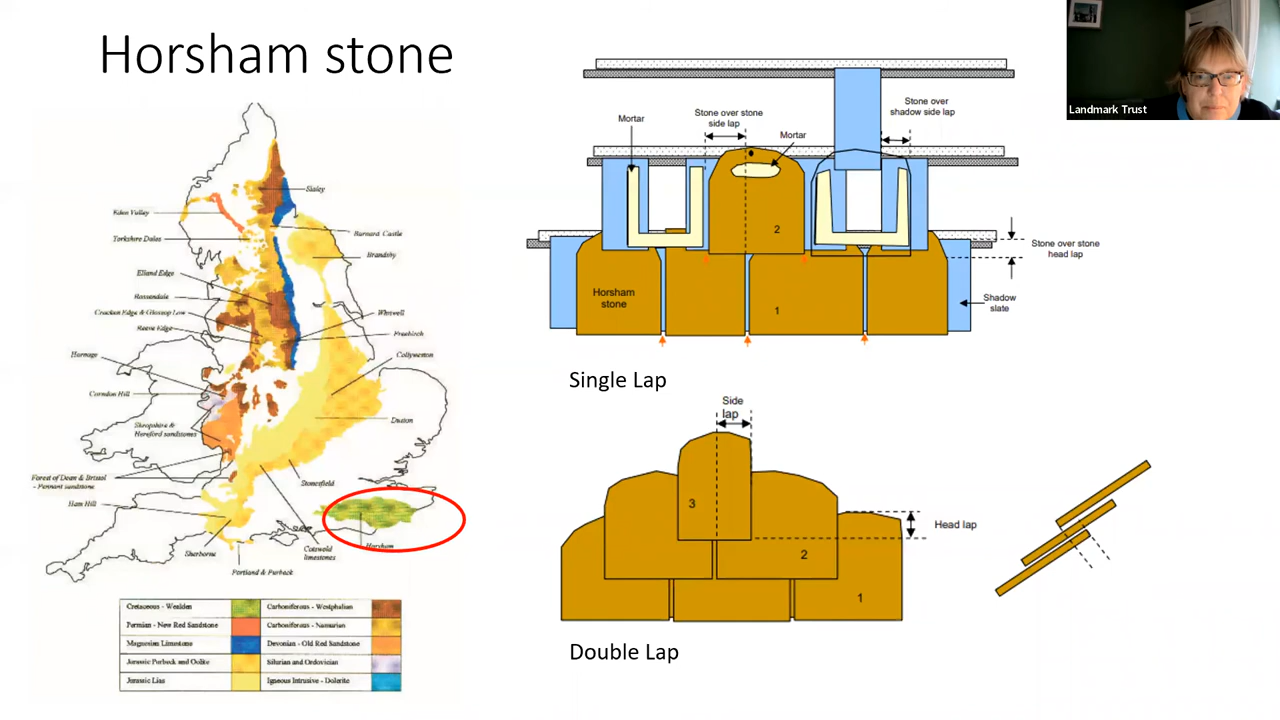 Horsham stone
Slaley
Eden Valley
Barnard Castle
Yorkshire Dales
Brandsby
Elland Edge
Rossendale
Cracken Edge & Glossop Low
Whitwell
Reeve Edge
Freebirch
Hornage
Collyweston
Corndon Hill
Duston
Shropshire &
Hereford sandstones
Forest of Dean & Bristol
- Pennant sandstone
Stonesfield
Ham Hill
Horsham
Sherborne
Cotswold
limestones
Portland & Purbeck
Cretaceous - Wealden
Carboniferous - Westphalian
Permian - New Red Sandstone
Carboniferous - Namurian
Magnesian Limestone
Devonian - Old Red Sandstone
Jurassic Purbeck and Oolite
Silurian and Ordovician
Jurassic Lias
Igneous Intrusive - Dolerite
Mortar
Stone over stone
side lap
Mortar
Stone over
shadow side lap
2
Stone over stone
head lap
Horsham
stone
1
Shadow
slate
Single Lap
Side
lap
3
2
1
Head lap
Double Lap
Landmark Trust